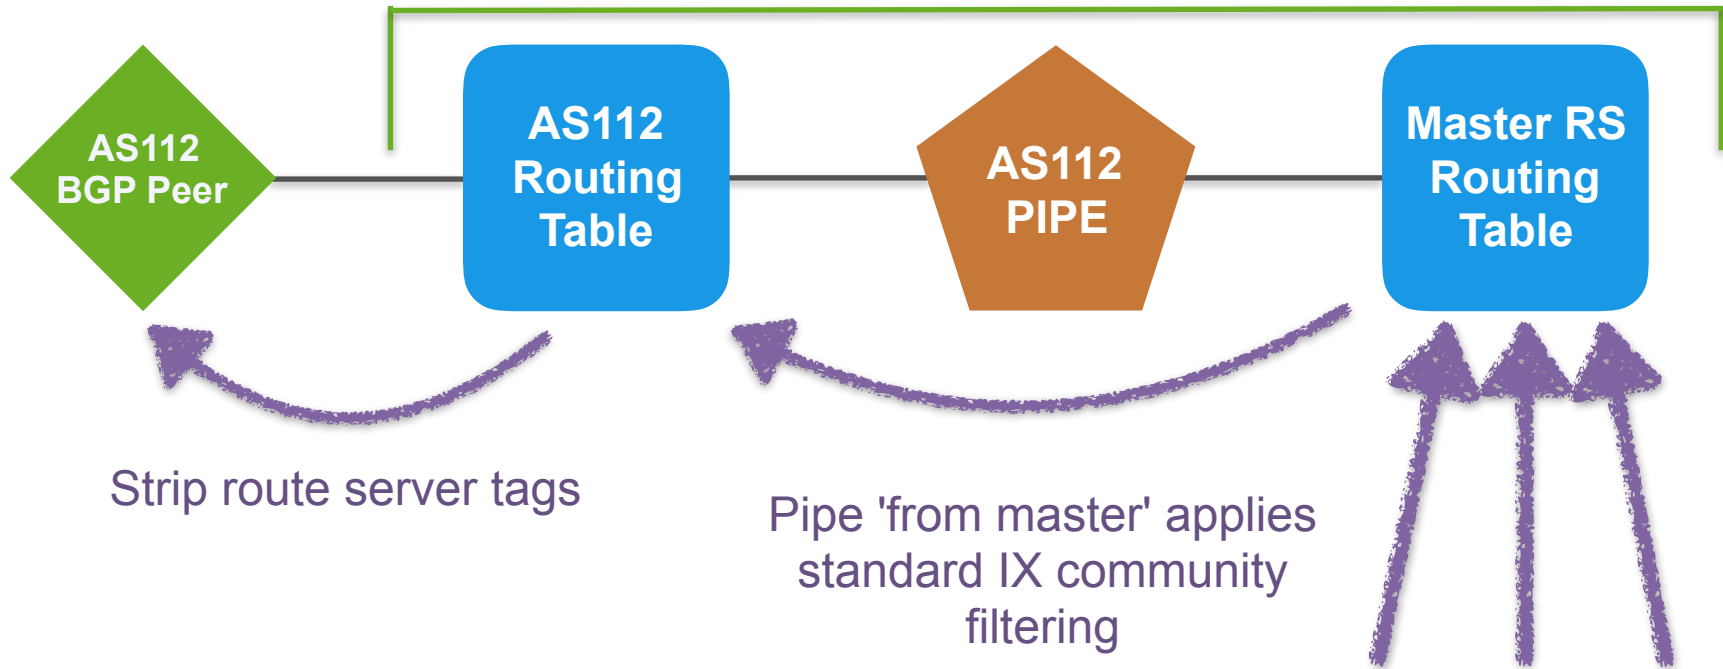 AS112
BGP Peer
AS112
Routing
Table
AS112
PIPE
Master RS
Routing
Table
Strip route server tags
Pipe 'from master' applies
standard IX community
filtering